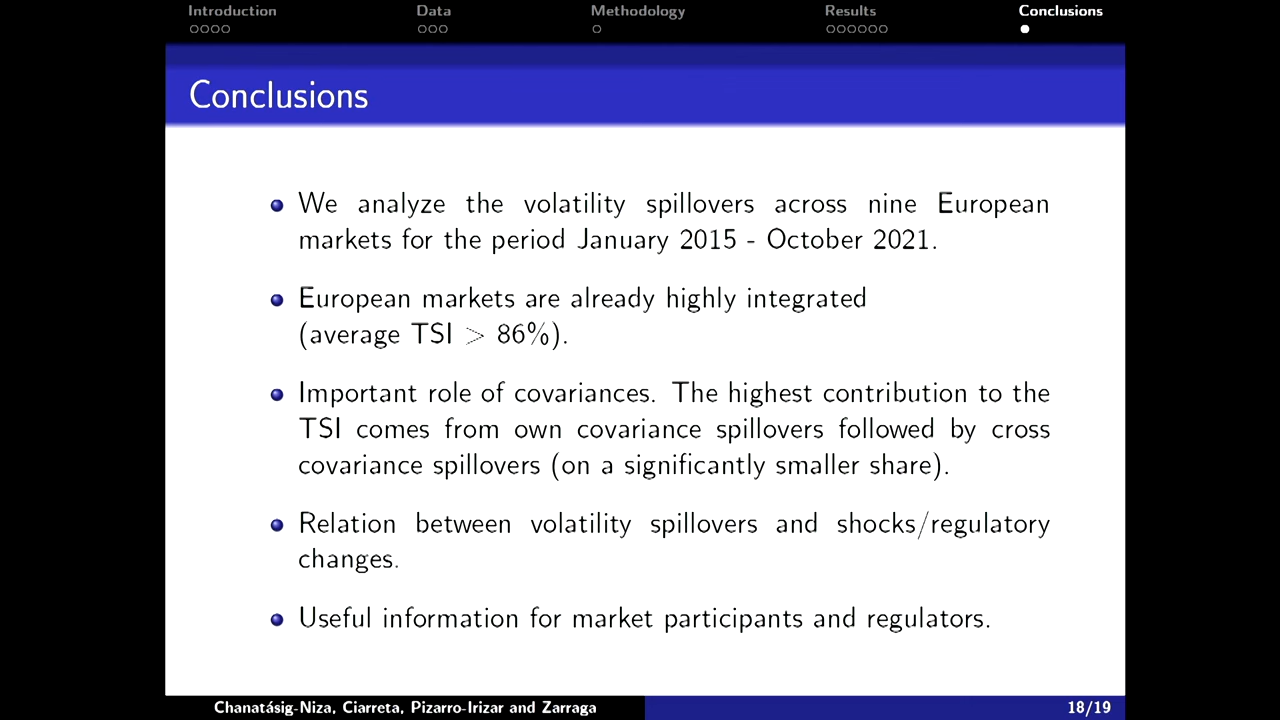 Introduction Data Methodology Results Conclusions
Conclusions
We analyze the volatility spillovers across nine European
markets for the period January 2015 - October 2021.
European markets are already highly integrated
(average TSI > 86%).
Important role of covariances. The highest contribution to the
TSI comes from own covariance spillovers followed by cross
covariance spillovers (on a significantly smaller share).
Relation between volatility spillovers and shocks/regulatory
changes.
Useful information for market participants and regulators.
Chanatásig-Niza, Ciarreta, Pizarro-Irizar and Zarraga 18/19